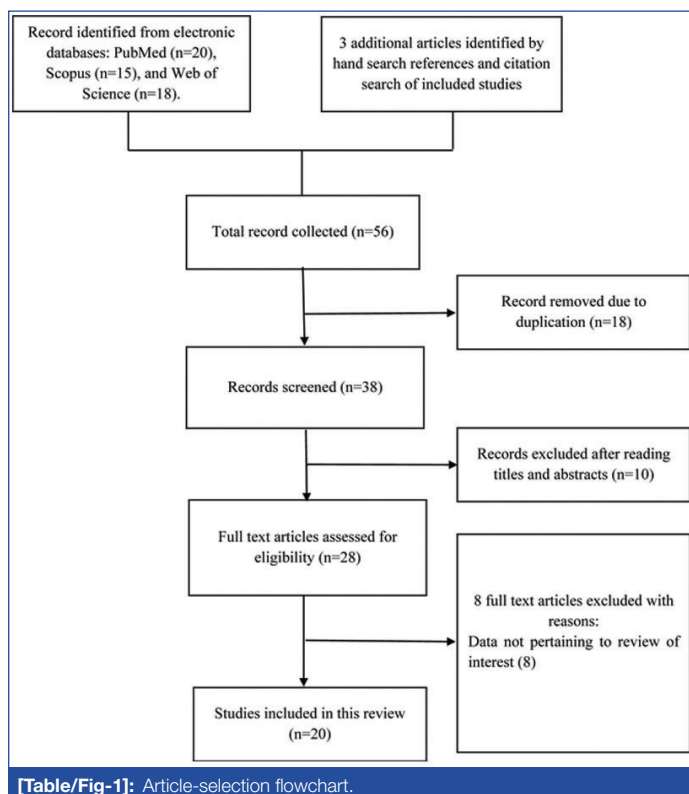 Record identified from electronic
databases: PubMed (n=20),
Scopus (n=15), and Web of
Science (n=18).
3 additional articles identified by
hand search references and citation
search of included studies
Total record collected (n=56)
Record removed due to
duplication (n=18)
Records screened (n=38)
Records excluded after reading
titles and abstracts (n=10)
Full text articles assessed for
eligibility (n=28)
8 full text articles excluded with
reasons:
Data not pertaining to review of
interest (8)
Studies included in this review
(n=20)
[Table/Fig-1]: Article-selection flowchart.